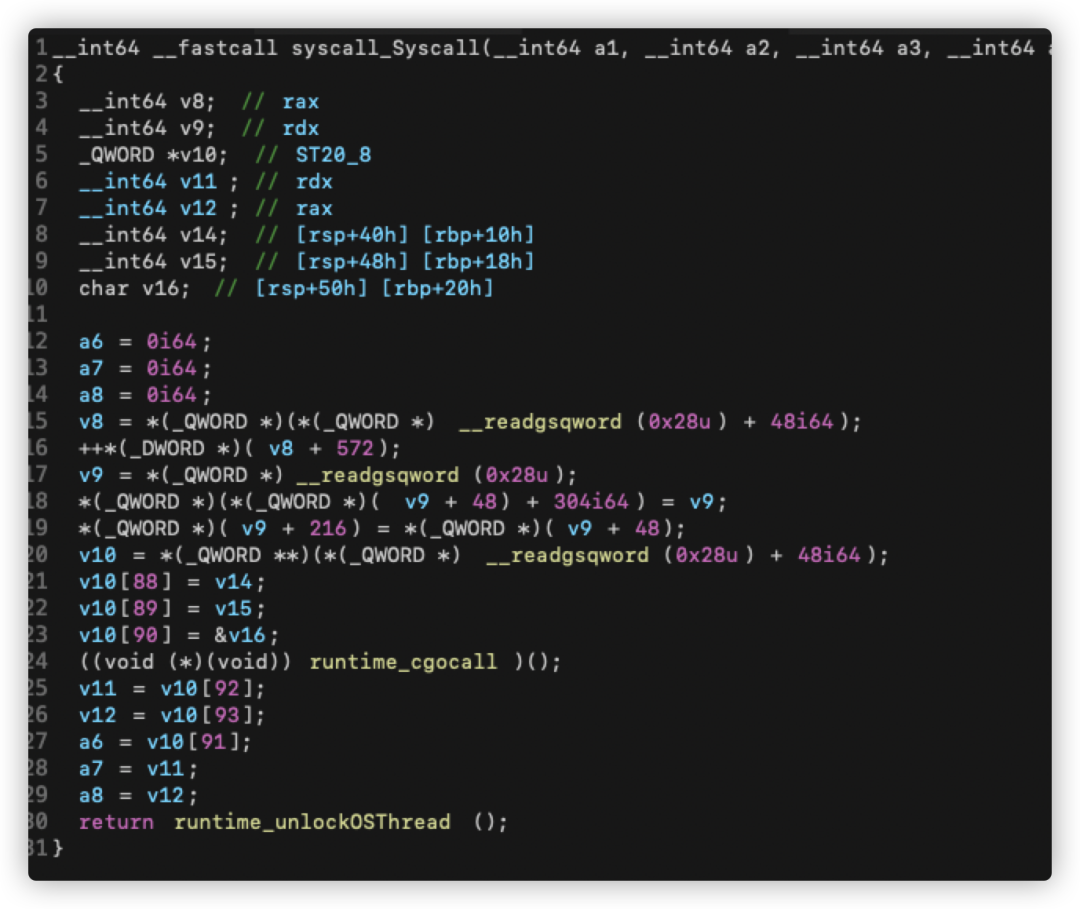 1 __int64 __fastcall syscall_Syscall(__int64 a1, __int64 a2, __int64 a3, __int64
2 {
3 __int64 v8; // rax
4 __int64 v9; // rdx
5 _QWORD *v10; // ST20_8
6 __int64 v11 ; // rdx
7 __int64 v12 ; // rax
8 __int64 v14; // [rsp+40h] [rbp+10h]
9 __int64 v15; // [rsp+48h] [rbp+18h]
10 char v16; // [rsp+50h] [rbp+20h]
11
12 a6 = 0i64;
13 a7 = 0i64;
14 a8 = 0i64;
15 v8 = *(_QWORD *)(*(_QWORD *) __readgsqword (0x28u ) + 48i64 );
16 ++*(_DWORD *)( v8 + 572);
17 v9 = *(_QWORD *) __readgsqword (0x28u );
18 *(_QWORD *)(*(_QWORD *)( v9 + 48) + 304i64 ) = v9;
19 *(_QWORD *)( v9 + 216) = *(_QWORD *)( v9 + 48);
20 v10 = *(_QWORD **)(*(_QWORD *) __readgsqword (0x28u ) + 48i64 );
21 v10[88] = v14;
22 v10[89] = v15;
23 v10[90] = &v16;
24 ((void (*)(void)) runtime_cgocall )();
25 v11 = v10[92];
26 v12 = v10[93];
27 a6 = v10[91];
28 a7 = v11;
29 a8 = v12;
30 return runtime_unlockOSThread ();
31 }